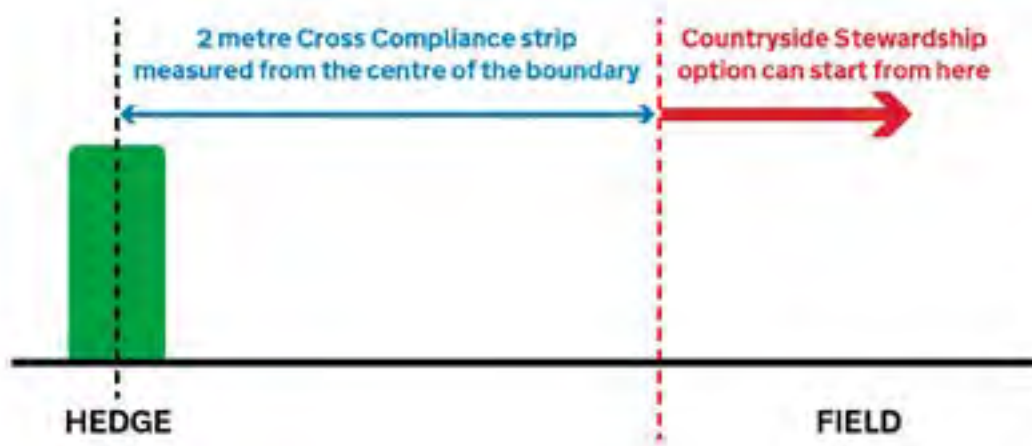 2 metre Cross Compliance strip
measured from the centre of the boundary
Countryside Stewardship
option can start from here
HEDGE
FIELD